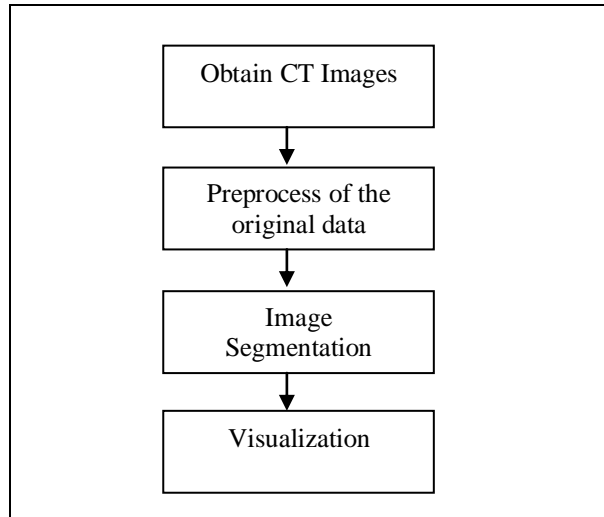 Obtain CT Images
Preprocess of the
original data
Image
Segmentation
Visualization